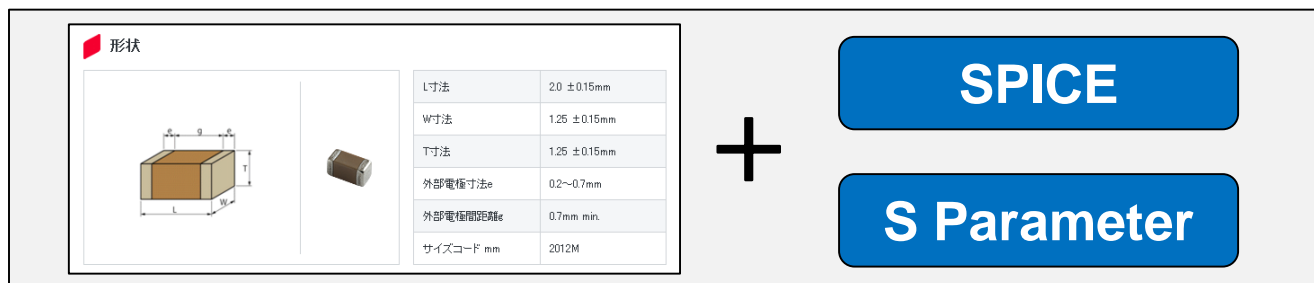 形状
e g e
T
W
L
L寸法 2.0 ±0.15mm
W寸法 1.25 ±0.15mm
T寸法 1.25 ±0.15mm
外部電極寸法e 0.2～0.7mm
外部電極間距離g 0.7mm min.
サイズコード mm 2012M
+
SPICE
S Parameter